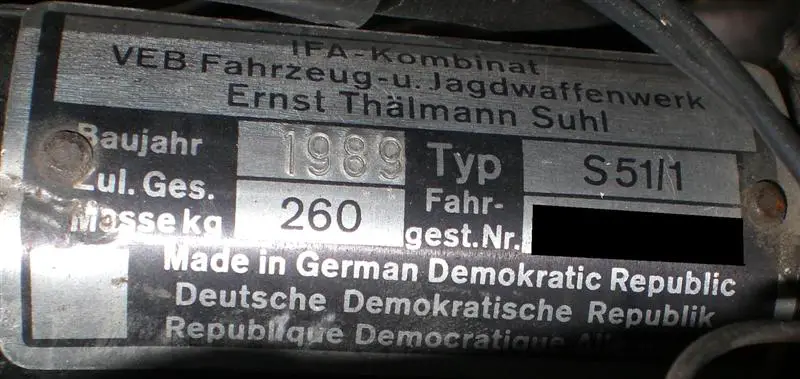 IFA-Kombinat
VEB Fahrzeug-u. Jagdwaffenwerk
Ernst Thälmann Suhl
Baujahr 1989 Typ S51/1
Zul. Ges. Masse kg 260 Fahr-gest.Nr.
Made in German Demokratic Republic
Deutsche Demokratische Republik
Republique Democratique